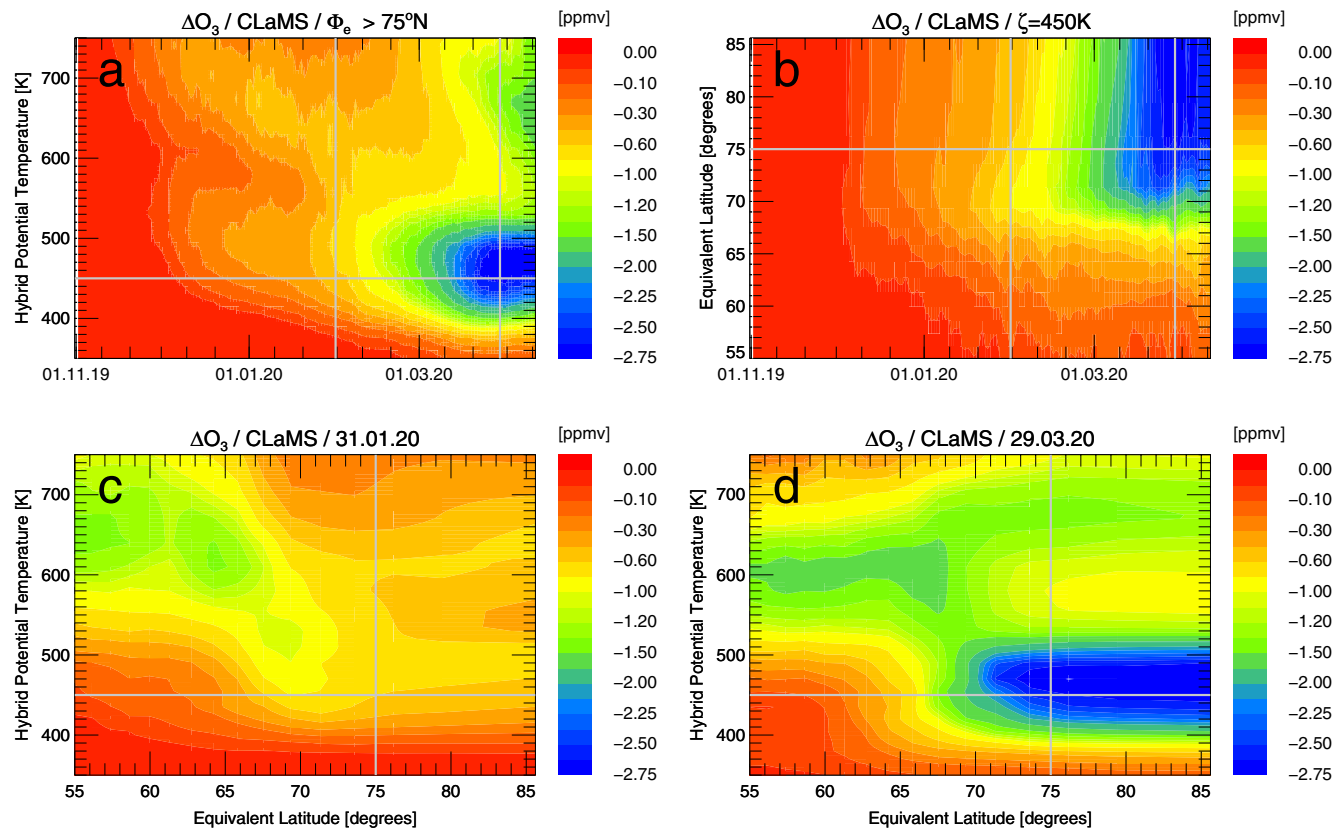 ΔO₃ / CLaMS / Φₑ > 75°N
[ppmv]
a
Hybrid Potential Temperature [K]
700
600
500
400
01.11.19 01.01.20 01.03.20
0.00
−0.10
−0.30
−0.60
−1.00
−1.20
−1.50
−2.00
−2.25
−2.50
−2.75
ΔO₃ / CLaMS / ζ=450K
[ppmv]
b
Equivalent Latitude [degrees]
85
80
75
70
65
60
55
01.11.19 01.01.20 01.03.20
0.00
−0.10
−0.30
−0.60
−1.00
−1.20
−1.50
−2.00
−2.25
−2.50
−2.75
ΔO₃ / CLaMS / 31.01.20
[ppmv]
c
Hybrid Potential Temperature [K]
700
600
500
400
55 60 65 70 75 80 85
Equivalent Latitude [degrees]
0.00
−0.10
−0.30
−0.60
−1.00
−1.20
−1.50
−2.00
−2.25
−2.50
−2.75
ΔO₃ / CLaMS / 29.03.20
[ppmv]
d
Hybrid Potential Temperature [K]
700
600
500
400
55 60 65 70 75 80 85
Equivalent Latitude [degrees]
0.00
−0.10
−0.30
−0.60
−1.00
−1.20
−1.50
−2.00
−2.25
−2.50
−2.75